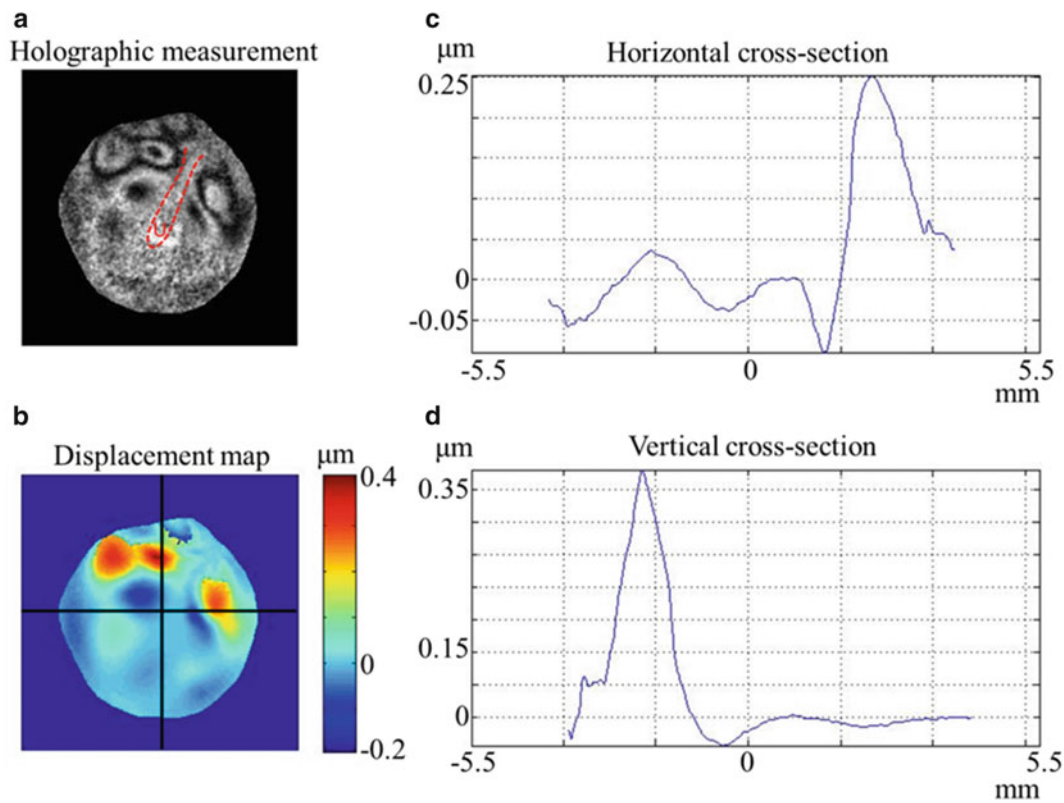 a
Holographic measurement
b
Displacement map
μm
0.4
0
-0.2
c
μm
Horizontal cross-section
0.25
0
-0.05
-5.5
0
5.5
mm
d
μm
Vertical cross-section
0.35
0.15
0
-5.5
0
5.5
mm